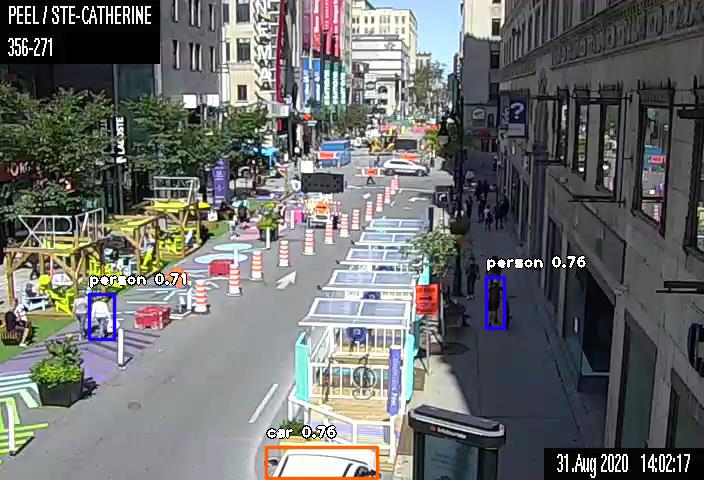 PEEL / STE-CATHERINE
356-271
CINEMA
LACOSTE
?
person 0.71
person 0.76
car 0.76
31.Aug 2020 14:02:17